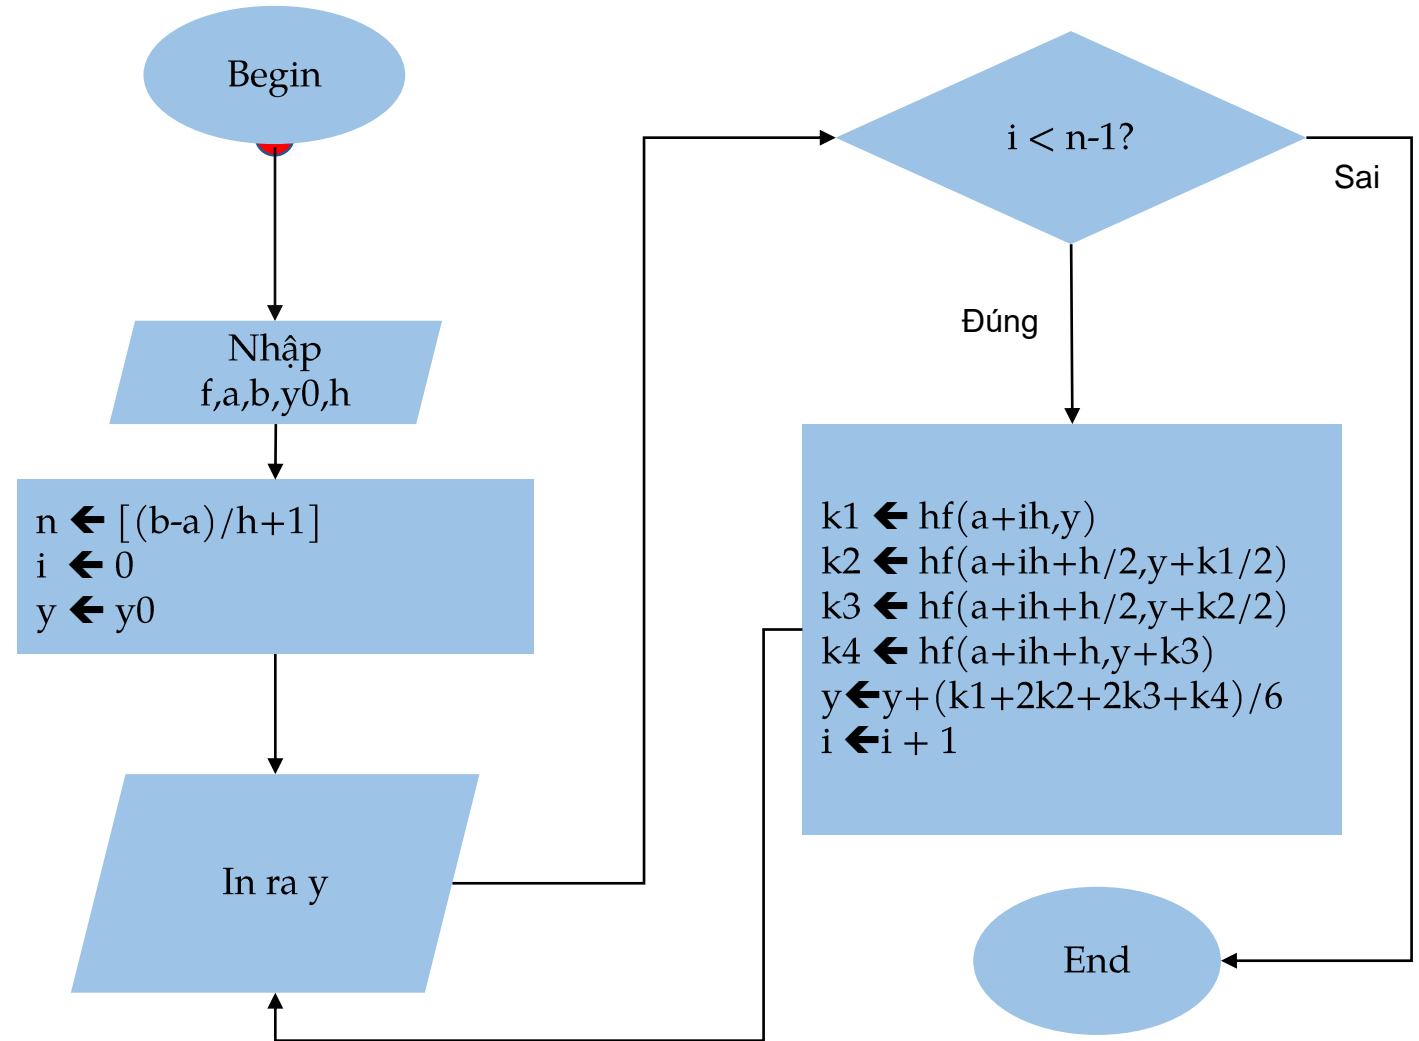 Begin
Nhập
f,a,b,y0,h
n 🡸 [(b-a)/h+1]
i 🡸 0
y 🡸 y0
In ra y
i < n-1?
Sai
Đúng
k1 🡸 hf(a+ih,y)
k2 🡸 hf(a+ih+h/2,y+k1/2)
k3 🡸 hf(a+ih+h/2,y+k2/2)
k4 🡸 hf(a+ih+h,y+k3)
y🡸y+(k1+2k2+2k3+k4)/6
i 🡸i + 1
End